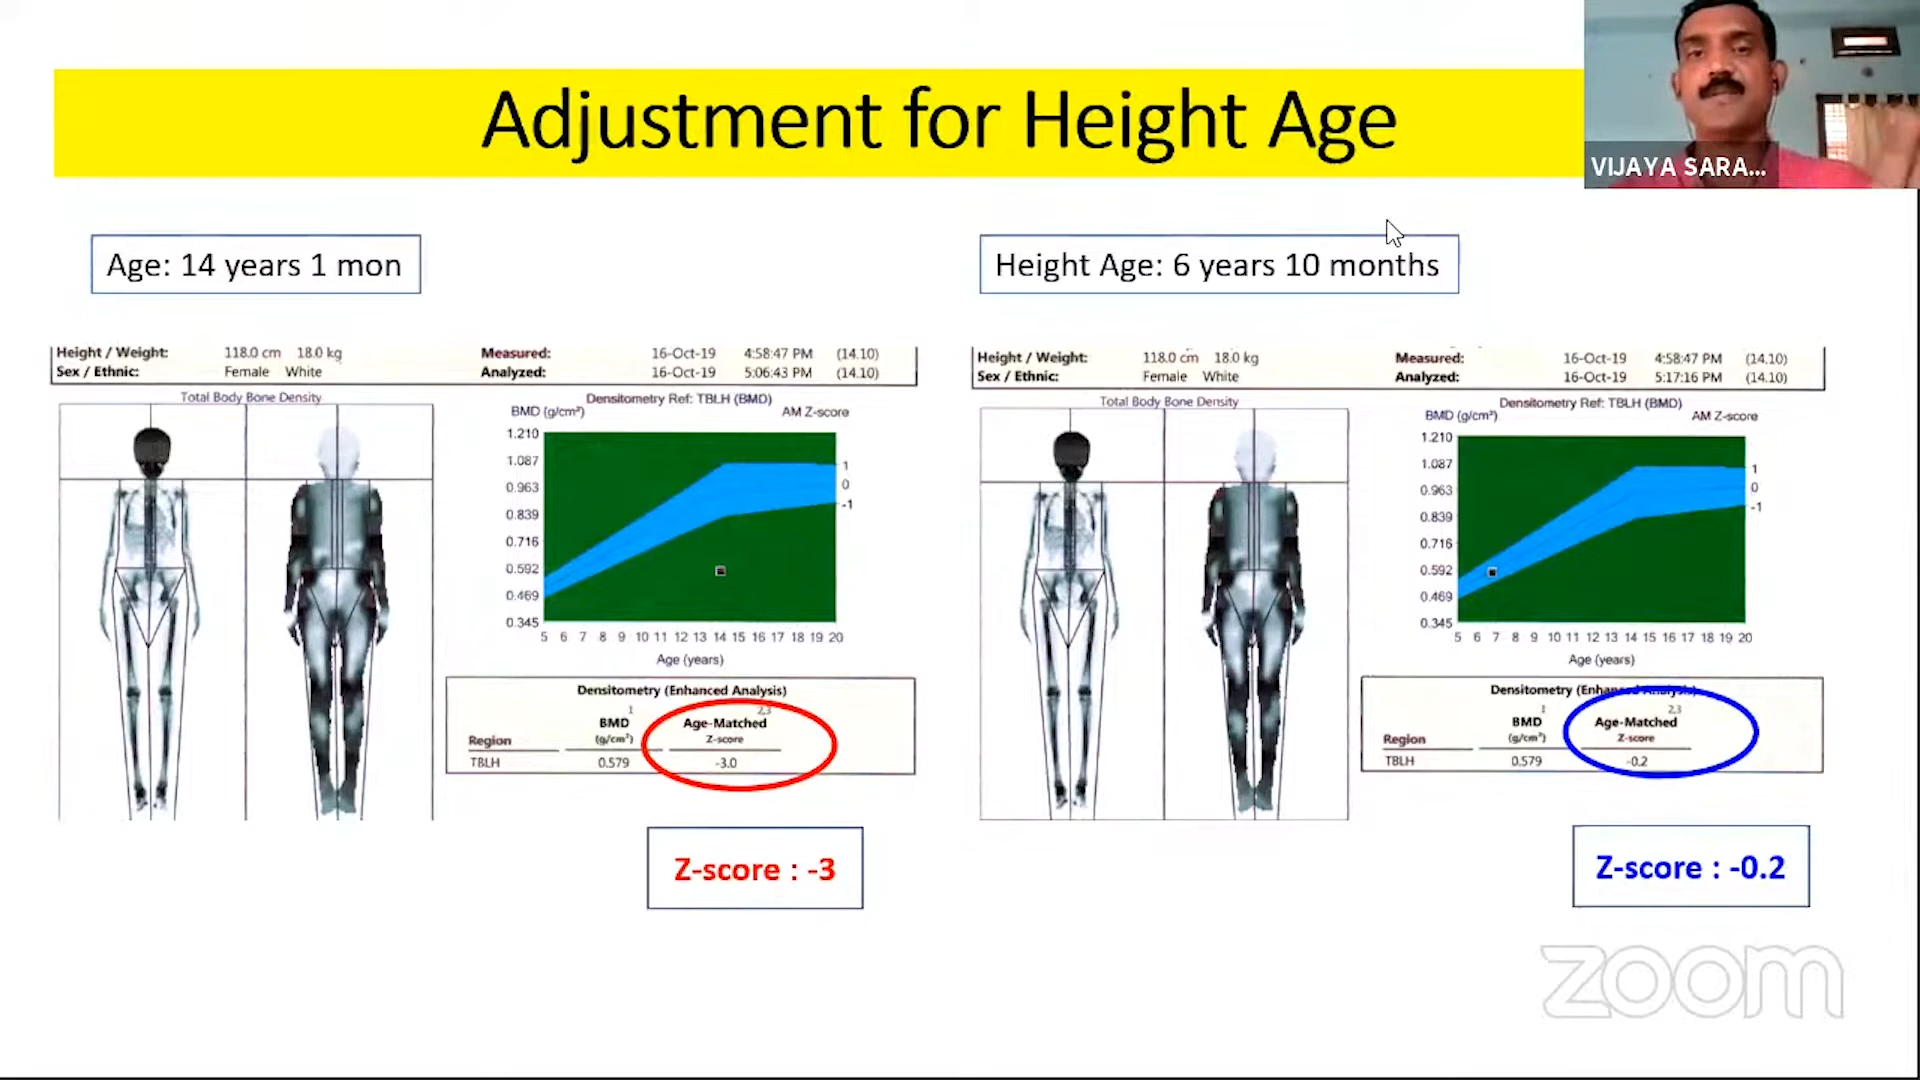 Adjustment for Height Age
VIJAYA SARA...
Age: 14 years 1 mon
Height / Weight: 118.0 cm 18.0 kg Measured: 16-Oct-19 4:58:47 PM (14.10)
Sex / Ethnic: Female White Analyzed: 16-Oct-19 5:06:43 PM (14.10)
Total Body Bone Density
Densitometry Ref: TBLH (BMD)
BMD (g/cm²) AM Z-score
1.210
1.087 1
0.963 0
0.839 -1
0.716
0.592
0.469
0.345
5 6 7 8 9 10 11 12 13 14 15 16 17 18 19 20
Age (years)
Densitometry (Enhanced Analysis)
1 2,3
BMD Age-Matched
Region (g/cm²) Z-score
TBLH 0.579 -3.0
Z-score : -3
Height Age: 6 years 10 months
Height / Weight: 118.0 cm 18.0 kg Measured: 16-Oct-19 4:58:47 PM (14.10)
Sex / Ethnic: Female White Analyzed: 16-Oct-19 5:17:16 PM (14.10)
Total Body Bone Density
Densitometry Ref: TBLH (BMD)
BMD (g/cm²) AM Z-score
1.210
1.087 1
0.963 0
0.839 -1
0.716
0.592
0.469
0.345
5 6 7 8 9 10 11 12 13 14 15 16 17 18 19 20
Age (years)
Densitometry (Enhanced Analysis)
1 2,3
BMD Age-Matched
Region (g/cm²) Z-score
TBLH 0.579 -0.2
Z-score : -0.2
zoom